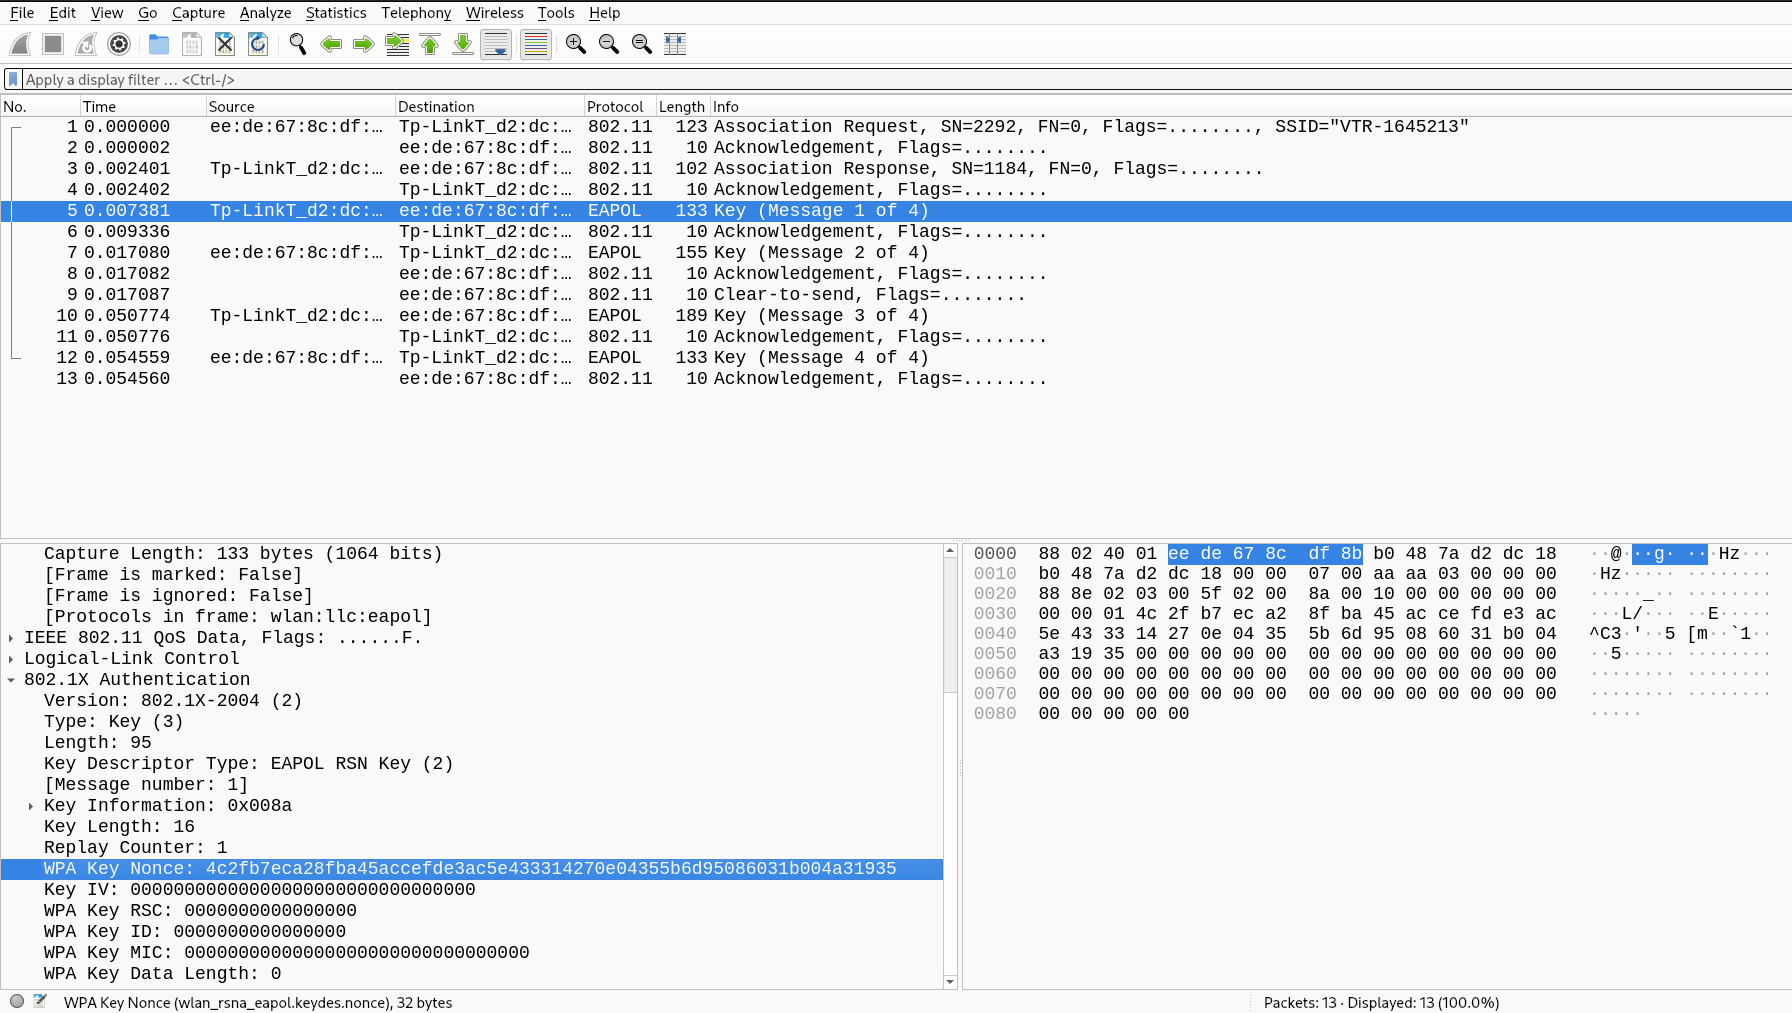 File Edit View Go Capture Analyze Statistics Telephony Wireless Tools Help
Apply a display filter … <Ctrl-/>
No. Time Source Destination Protocol Length Info
1 0.000000 ee:de:67:8c:df:… Tp-LinkT_d2:dc:… 802.11 123 Association Request, SN=2292, FN=0, Flags=........, SSID="VTR-1645213"
2 0.000002 ee:de:67:8c:df:… 802.11 10 Acknowledgement, Flags=........
3 0.002401 Tp-LinkT_d2:dc:… ee:de:67:8c:df:… 802.11 102 Association Response, SN=1184, FN=0, Flags=........
4 0.002402 Tp-LinkT_d2:dc:… 802.11 10 Acknowledgement, Flags=........
5 0.007381 Tp-LinkT_d2:dc:… ee:de:67:8c:df:… EAPOL 133 Key (Message 1 of 4)
6 0.009336 Tp-LinkT_d2:dc:… 802.11 10 Acknowledgement, Flags=........
7 0.017080 ee:de:67:8c:df:… Tp-LinkT_d2:dc:… EAPOL 155 Key (Message 2 of 4)
8 0.017082 ee:de:67:8c:df:… 802.11 10 Acknowledgement, Flags=........
9 0.017087 ee:de:67:8c:df:… 802.11 10 Clear-to-send, Flags=........
10 0.050774 Tp-LinkT_d2:dc:… ee:de:67:8c:df:… EAPOL 189 Key (Message 3 of 4)
11 0.050776 Tp-LinkT_d2:dc:… 802.11 10 Acknowledgement, Flags=........
12 0.054559 ee:de:67:8c:df:… Tp-LinkT_d2:dc:… EAPOL 133 Key (Message 4 of 4)
13 0.054560 ee:de:67:8c:df:… 802.11 10 Acknowledgement, Flags=........
Capture Length: 133 bytes (1064 bits)
[Frame is marked: False]
[Frame is ignored: False]
[Protocols in frame: wlan:llc:eapol]
IEEE 802.11 QoS Data, Flags: ......F.
Logical-Link Control
802.1X Authentication
Version: 802.1X-2004 (2)
Type: Key (3)
Length: 95
Key Descriptor Type: EAPOL RSN Key (2)
[Message number: 1]
Key Information: 0x008a
Key Length: 16
Replay Counter: 1
WPA Key Nonce: 4c2fb7eca28fba45accefde3ac5e433314270e04355b6d95086031b004a31935
Key IV: 00000000000000000000000000000000
WPA Key RSC: 0000000000000000
WPA Key ID: 0000000000000000
WPA Key MIC: 00000000000000000000000000000000
WPA Key Data Length: 0
0000 88 02 40 01 ee de 67 8c df 8b b0 48 7a d2 dc 18 ··@···g· ···Hz···
0010 b0 48 7a d2 dc 18 00 00 07 00 aa aa 03 00 00 00 ·Hz····· ········
0020 88 8e 02 03 00 5f 02 00 8a 00 10 00 00 00 00 00 ·····_·· ········
0030 00 00 01 4c 2f b7 ec a2 8f ba 45 ac ce fd e3 ac ···L/··· ··E·····
0040 5e 43 33 14 27 0e 04 35 5b 6d 95 08 60 31 b0 04 ^C3·'··5 [m··`1··
0050 a3 19 35 00 00 00 00 00 00 00 00 00 00 00 00 00 ··5····· ········
0060 00 00 00 00 00 00 00 00 00 00 00 00 00 00 00 00 ········ ········
0070 00 00 00 00 00 00 00 00 00 00 00 00 00 00 00 00 ········ ········
0080 00 00 00 00 00 ·····
WPA Key Nonce (wlan_rsna_eapol.keydes.nonce), 32 bytes
Packets: 13 · Displayed: 13 (100.0%)